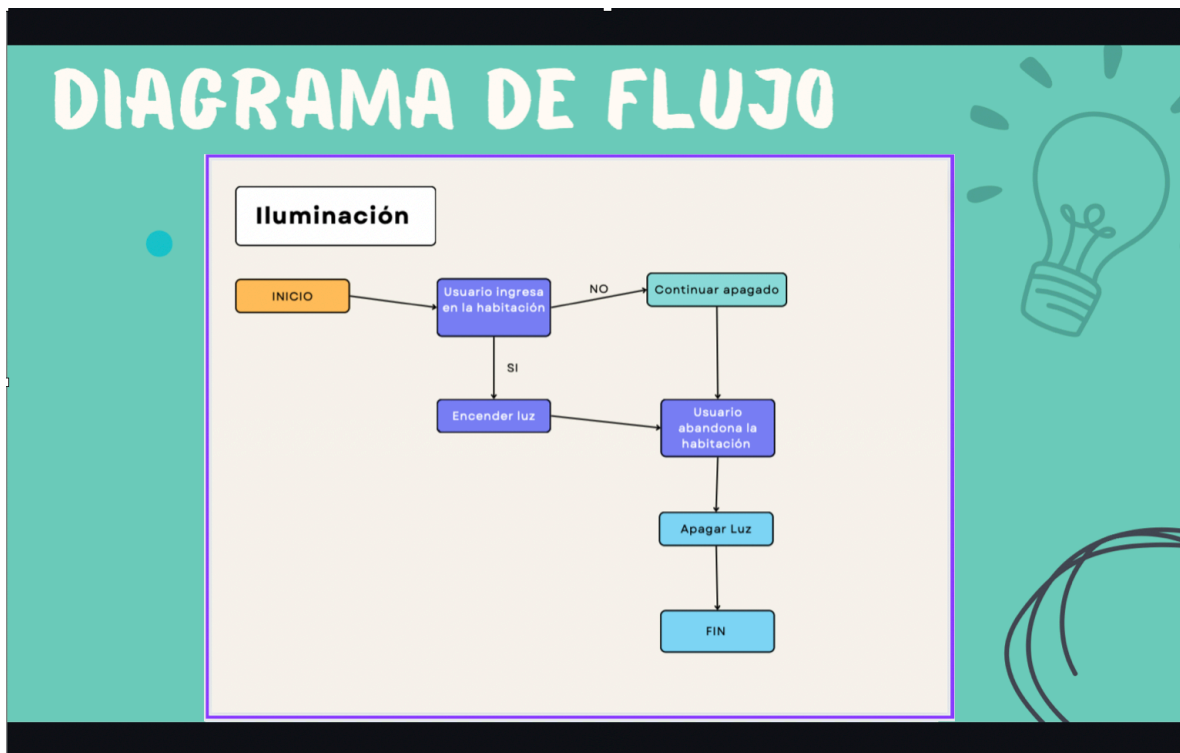 DIAGRAMA DE FLUJO
Iluminación
INICIO
Usuario ingresa
en la habitación
NO
Continuar apagado
SI
Encender luz
Usuario
abandona la
habitación
Apagar Luz
FIN